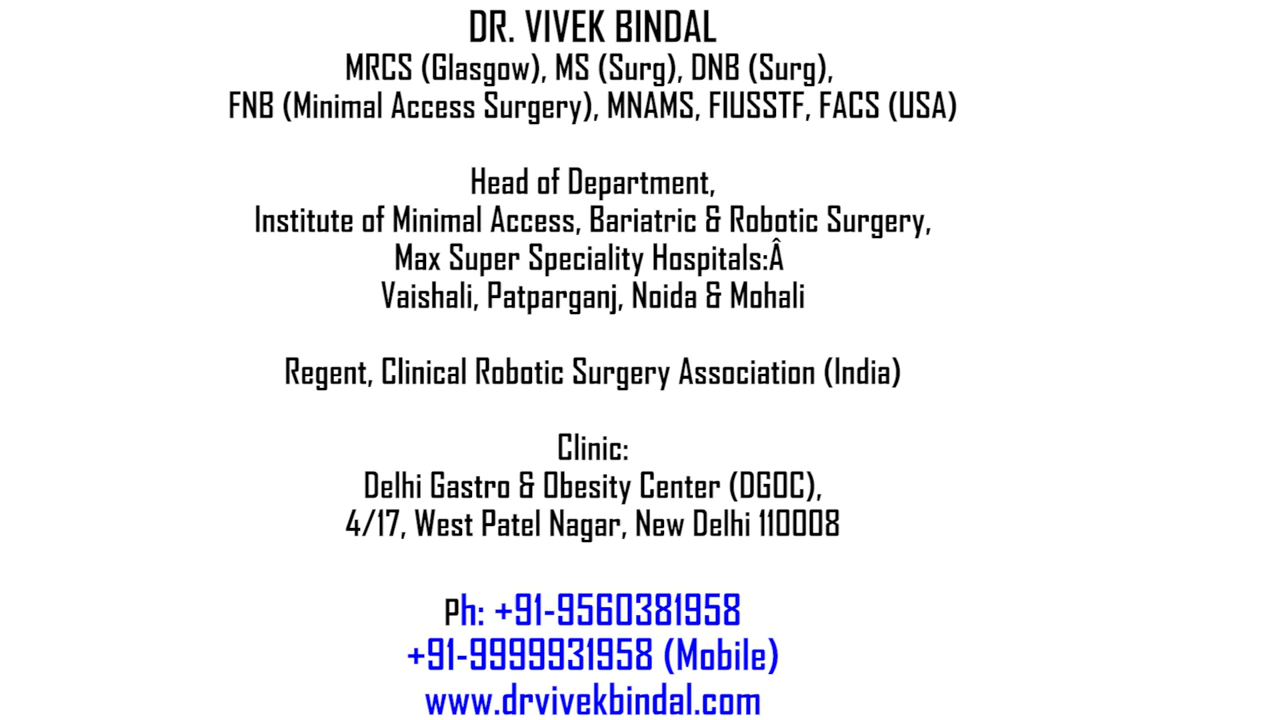 DR. VIVEK BINDAL
MRCS (Glasgow), MS (Surg), DNB (Surg),
FNB (Minimal Access Surgery), MNAMS, FIUSSTF, FACS (USA)
Head of Department,
Institute of Minimal Access, Bariatric & Robotic Surgery,
Max Super Speciality Hospitals:Â
Vaishali, Patparganj, Noida & Mohali
Regent, Clinical Robotic Surgery Association (India)
Clinic:
Delhi Gastro & Obesity Center (DGOC),
4/17, West Patel Nagar, New Delhi 110008
Ph: +91-9560381958
+91-9999931958 (Mobile)
www.drvivekbindal.com